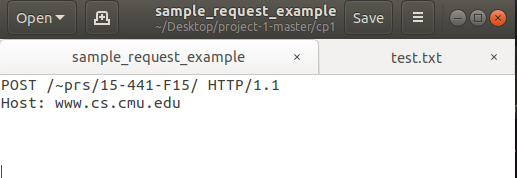 Open
sample_request_example
~/Desktop/project-1-master/cp1
Save
sample_request_example ×
test.txt ×
POST /~prs/15-441-F15/ HTTP/1.1
Host: www.cs.cmu.edu